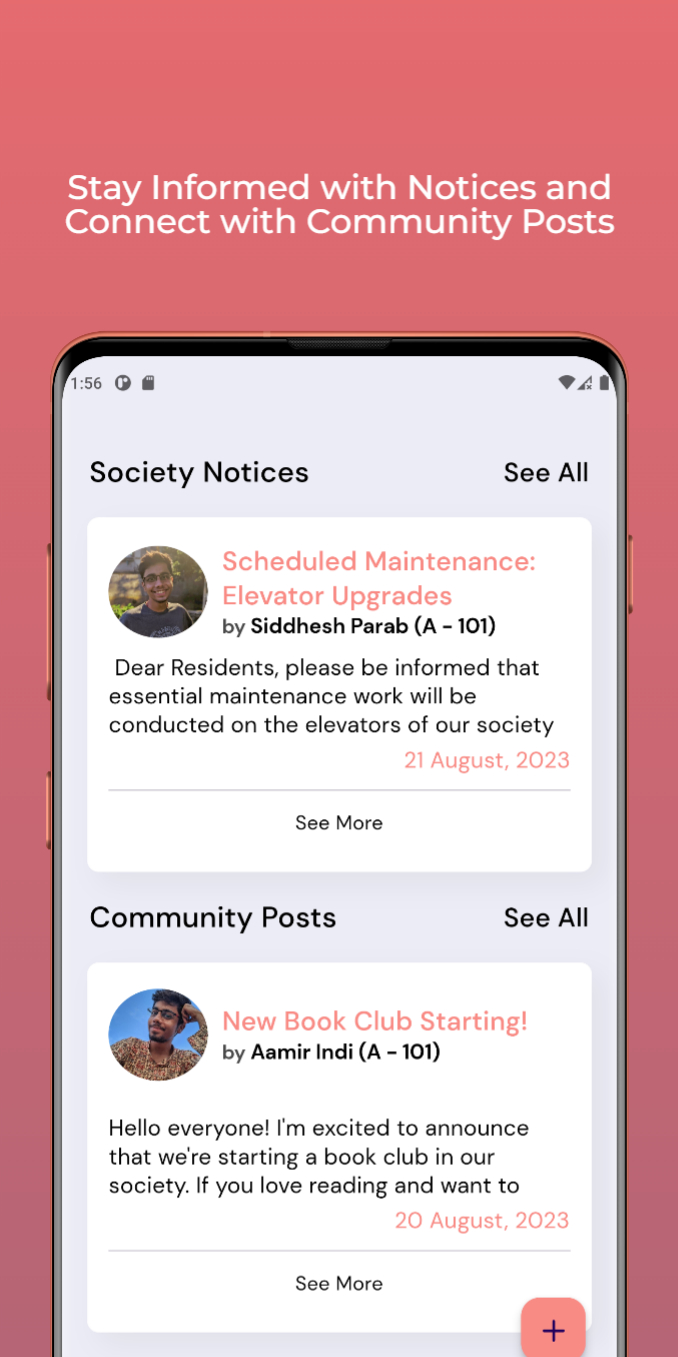 Stay Informed with Notices and
Connect with Community Posts
1:56
Society Notices See All
Scheduled Maintenance:
Elevator Upgrades
by Siddhesh Parab (A - 101)
Dear Residents, please be informed that
essential maintenance work will be
conducted on the elevators of our society
21 August, 2023
See More
Community Posts See All
New Book Club Starting!
by Aamir Indi (A - 101)
Hello everyone! I'm excited to announce
that we're starting a book club in our
society. If you love reading and want to
20 August, 2023
See More